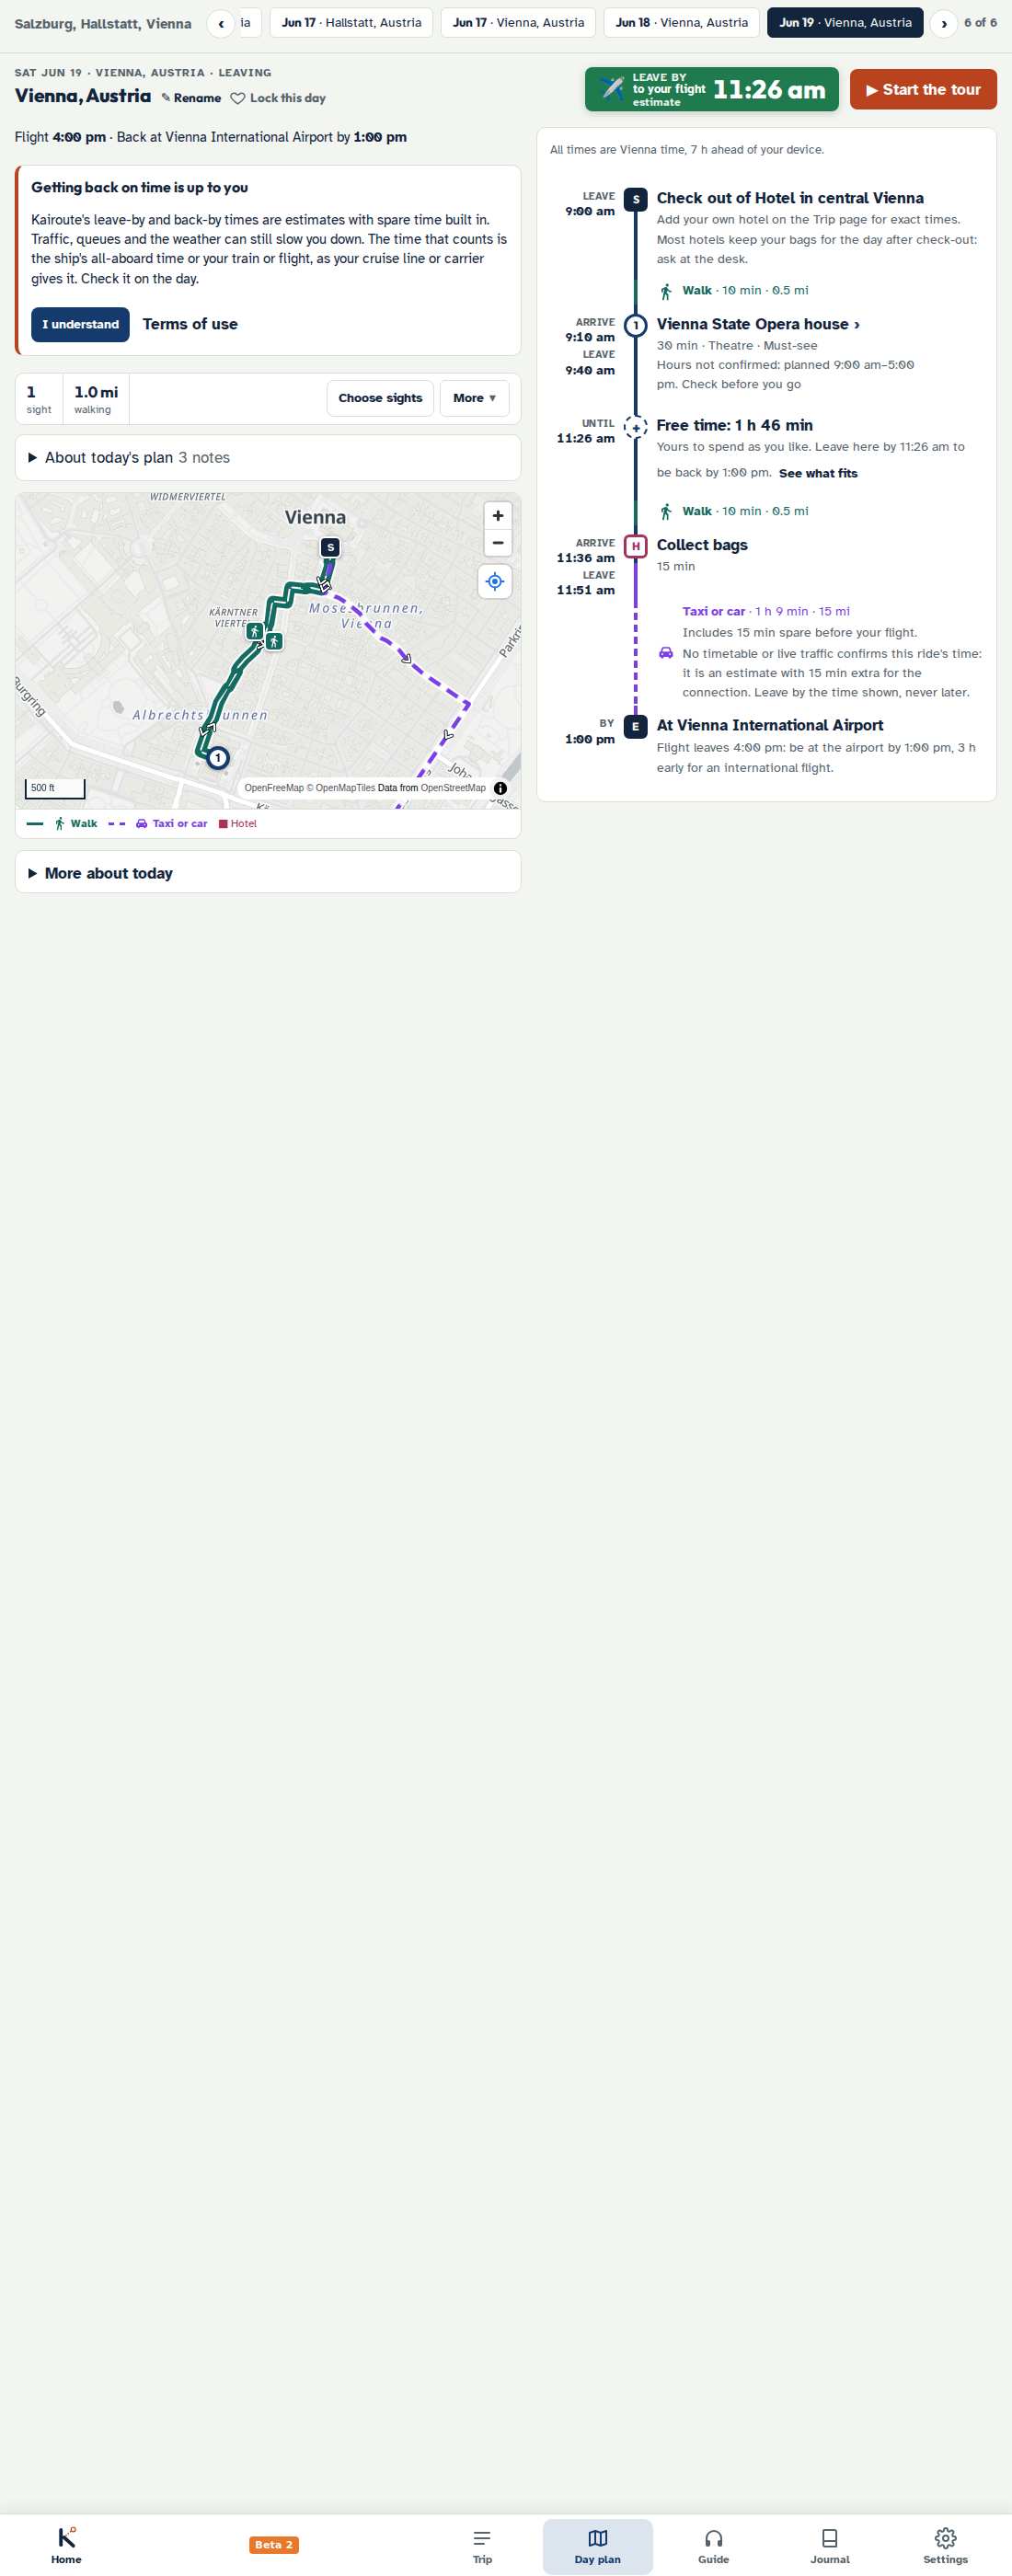 Salzburg, Hallstatt, Vienna
‹
ia
Jun 17 · Hallstatt, Austria
Jun 17 · Vienna, Austria
Jun 18 · Vienna, Austria
Jun 19 · Vienna, Austria
›
6 of 6
SAT JUN 19 · VIENNA, AUSTRIA · LEAVING
Vienna, Austria
✎ Rename
Lock this day
LEAVE BY
to your flight
estimate
11:26 am
▶ Start the tour
Flight 4:00 pm · Back at Vienna International Airport by 1:00 pm
Getting back on time is up to you
Kairoute's leave-by and back-by times are estimates with spare time built in.
Traffic, queues and the weather can still slow you down. The time that counts is
the ship's all-aboard time or your train or flight, as your cruise line or carrier
gives it. Check it on the day.
I understand
Terms of use
1
sight
1.0 mi
walking
Choose sights
More ▼
▶ About today's plan 3 notes
WIDMERVIERTEL
Vienna
S
KÄRNTNER
Albrechtsbrunnen
Burgring
1
500 ft
OpenFreeMap © OpenMapTiles Data from OpenStreetMap
Walk
Taxi or car
Hotel
▶ More about today
All times are Vienna time, 7 h ahead of your device.
LEAVE
9:00 am
S
Check out of Hotel in central Vienna
Add your own hotel on the Trip page for exact times.
Most hotels keep your bags for the day after check-out:
ask at the desk.
Walk · 10 min · 0.5 mi
ARRIVE
9:10 am
LEAVE
9:40 am
1
Vienna State Opera house ›
30 min · Theatre · Must-see
Hours not confirmed: planned 9:00 am–5:00
pm. Check before you go
UNTIL
11:26 am
+
Free time: 1 h 46 min
Yours to spend as you like. Leave here by 11:26 am to
be back by 1:00 pm. See what fits
Walk · 10 min · 0.5 mi
ARRIVE
11:36 am
LEAVE
11:51 am
H
Collect bags
15 min
Taxi or car · 1 h 9 min · 15 mi
Includes 15 min spare before your flight.
No timetable or live traffic confirms this ride's time:
it is an estimate with 15 min extra for the
connection. Leave by the time shown, never later.
BY
1:00 pm
E
At Vienna International Airport
Flight leaves 4:00 pm: be at the airport by 1:00 pm, 3 h
early for an international flight.
Home
Beta 2
Trip
Day plan
Guide
Journal
Settings